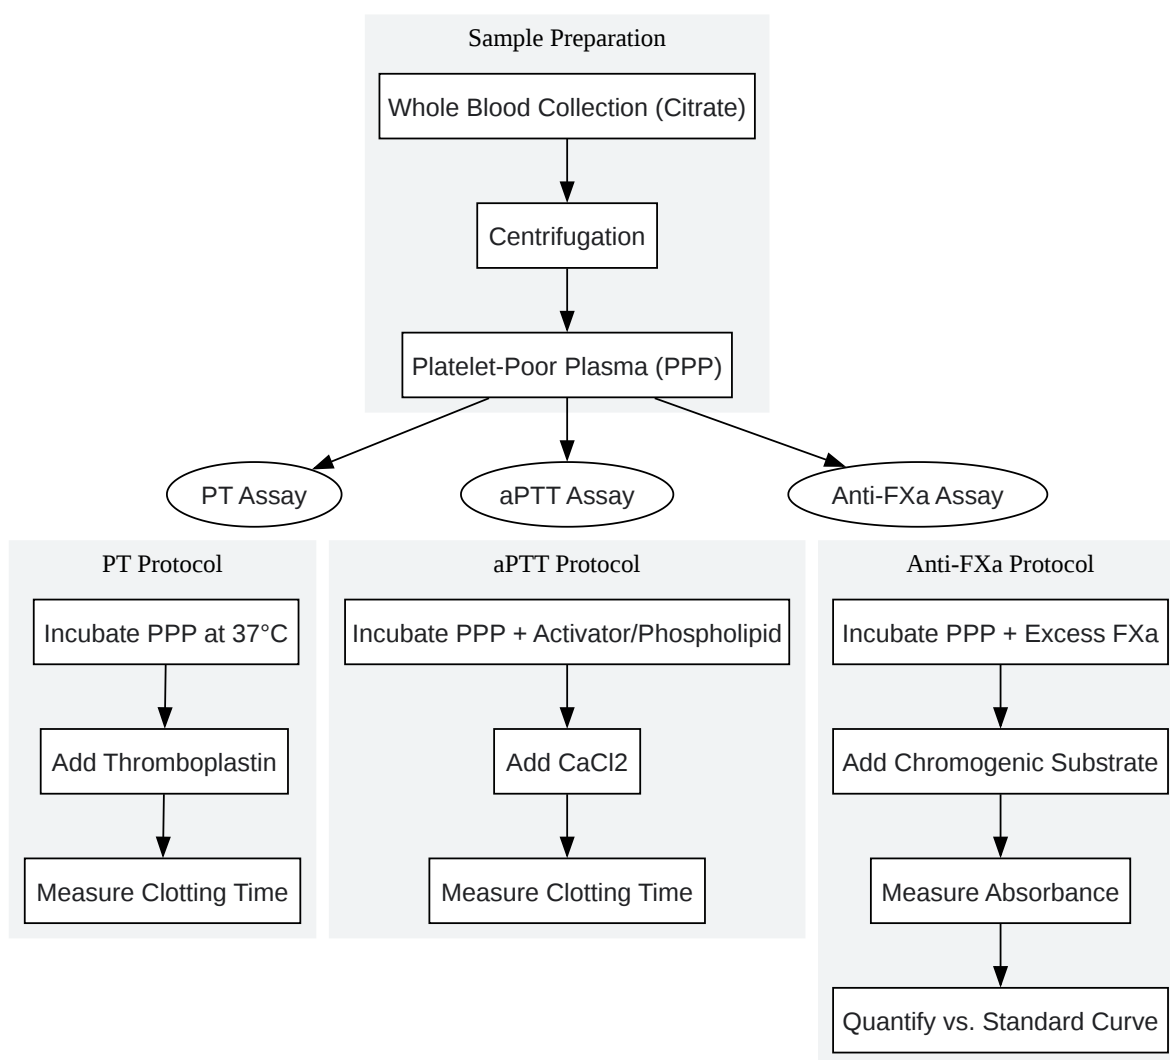 Sample Preparation
Whole Blood Collection (Citrate)
Centrifugation
Platelet-Poor Plasma (PPP)
PT Assay
aPTT Assay
Anti-FXa Assay
PT Protocol
Incubate PPP at 37°C
Add Thromboplastin
Measure Clotting Time
aPTT Protocol
Incubate PPP + Activator/Phospholipid
Add CaCl2
Measure Clotting Time
Anti-FXa Protocol
Incubate PPP + Excess FXa
Add Chromogenic Substrate
Measure Absorbance
Quantify vs. Standard Curve